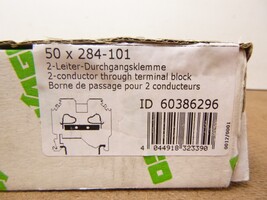 50 x 284-101
2-Leiter-Durchgangsklemme
2-conductor through terminal block
Borne de passage pour 2 conducteurs
ID 60386296
4 044918 323390